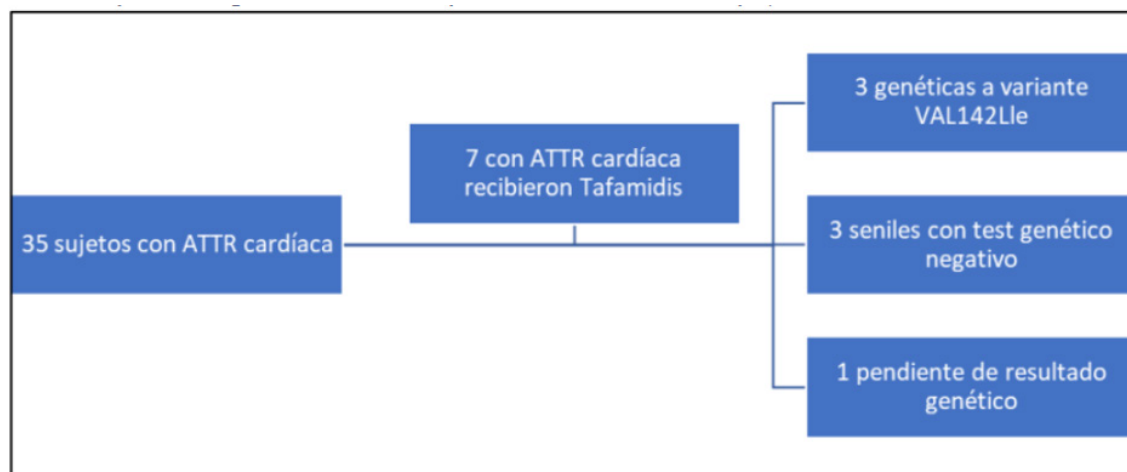 35 sujetos con ATTR cardíaca
7 con ATTR cardíaca
recibieron Tafamidis
3 genéticas a variante
VAL142Lle
3 seniles con test genético
negativo
1 pendiente de resultado
genético